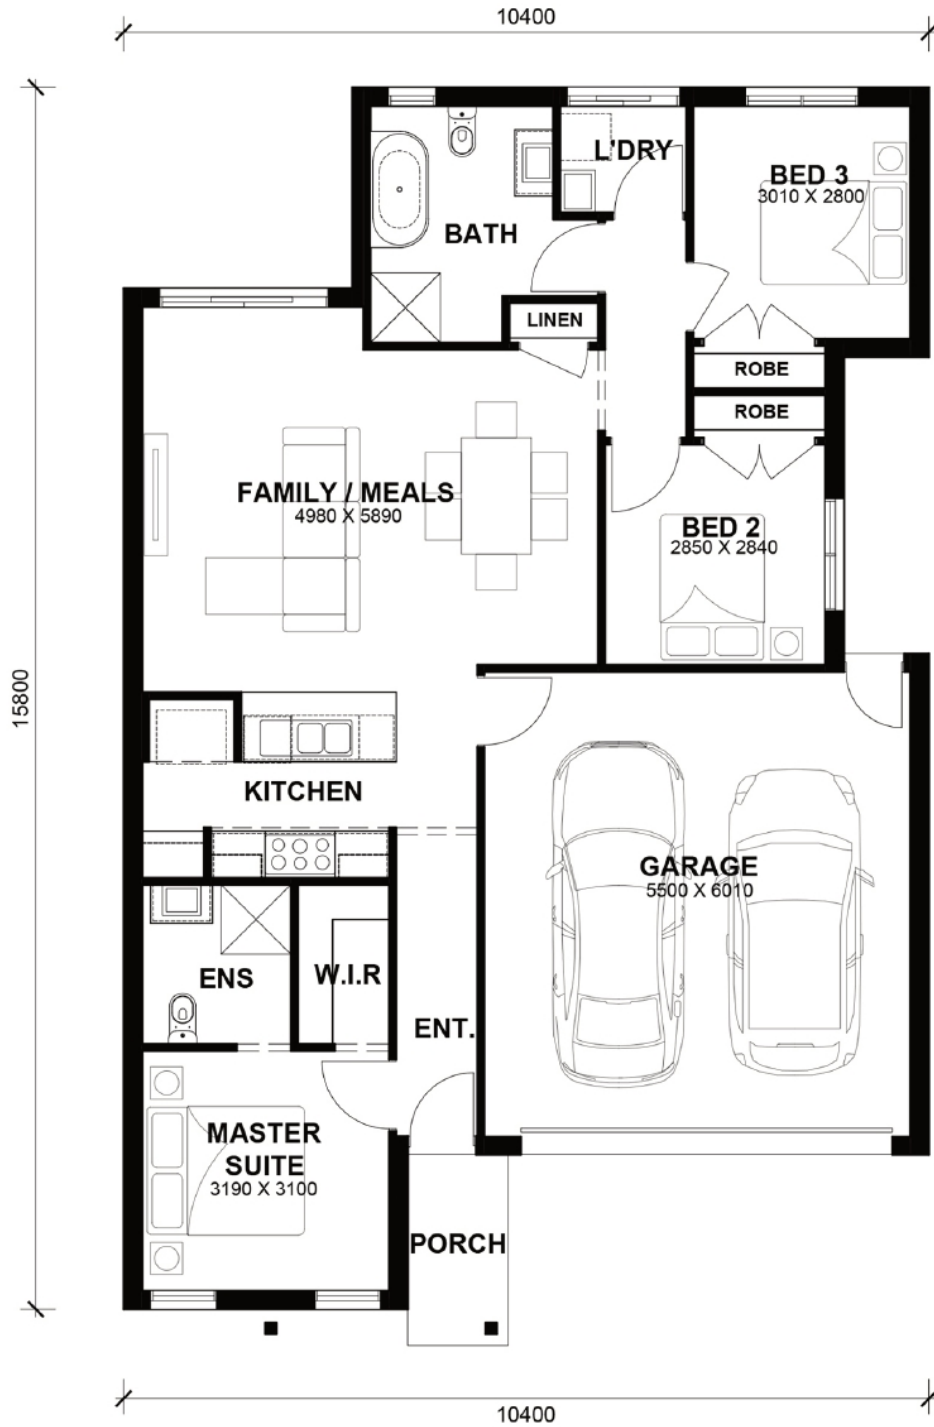 10400
L'DRY
BED 3
3010 X 2800
BATH
LINEN
ROBE
ROBE
FAMILY / MEALS
4980 X 5890
BED 2
2850 X 2840
15800
KITCHEN
GARAGE
5500 X 6010
ENS
W.I.R
ENT.
MASTER
SUITE
3190 X 3100
PORCH
10400